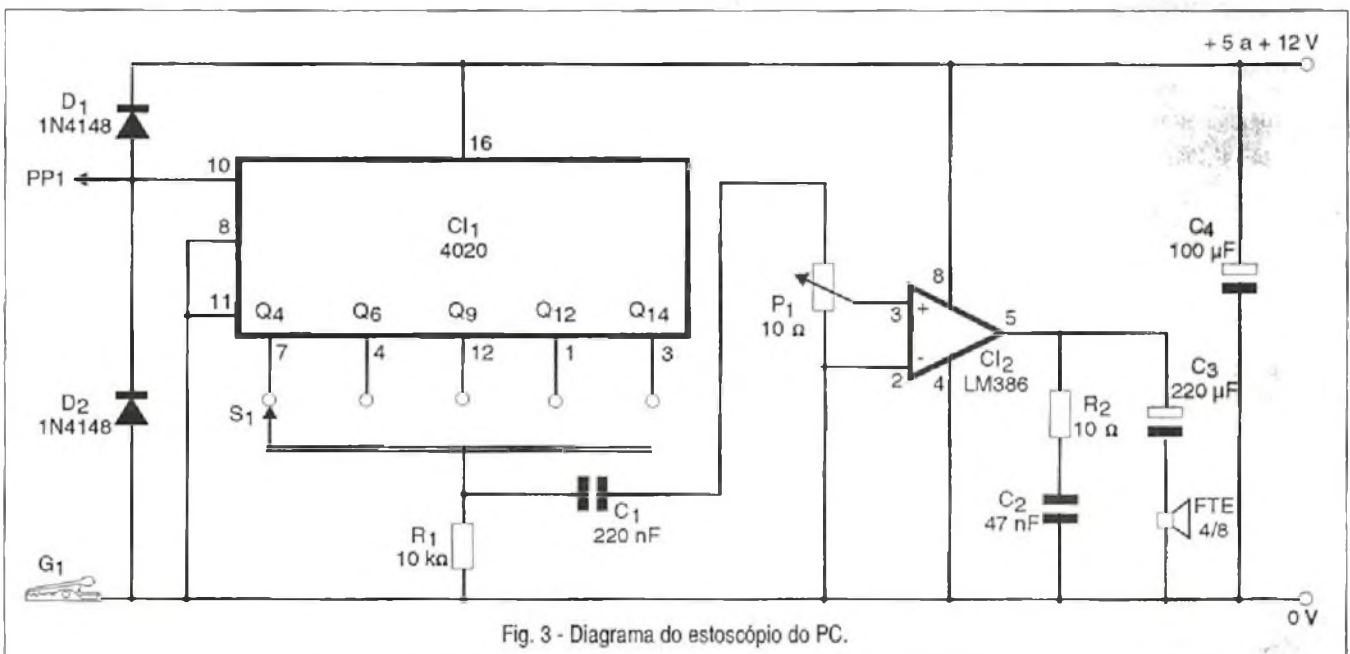 + 5 a + 12 V
D1
1N4148
16
PP1
10
8
CI1
4020
11
Q4
Q6
Q9
Q12
Q14
7
4
12
1
3
D2
1N4148
S1
R1
10 kΩ
C1
220 nF
P1
10 Ω
3
+
8
5
-
2
4
CI2
LM386
R2
10 Ω
C2
47 nF
C3
220 µF
FTE
4/8
C4
100 µF
G1
0 V
Fig. 3 - Diagrama do estoscópio do PC.